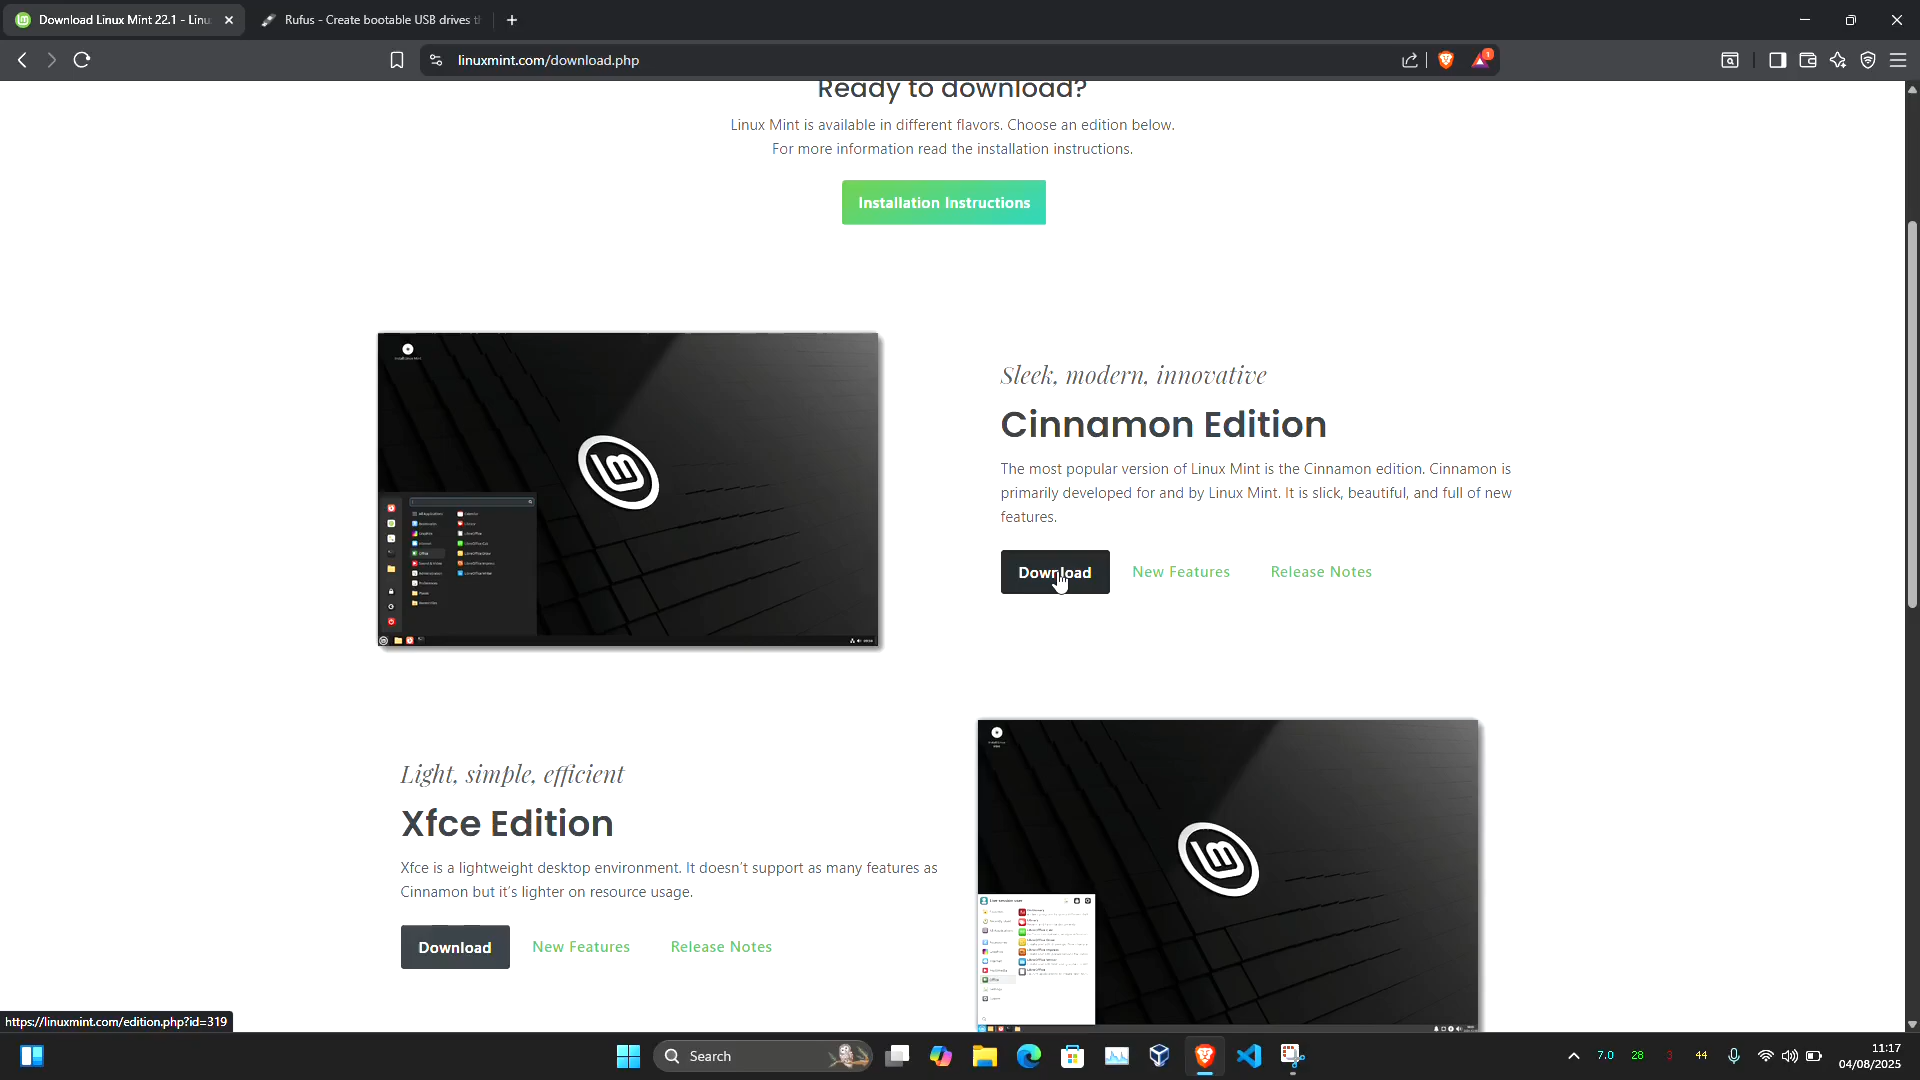 Download Linux Mint 22.1 - Linu
Rufus - Create bootable USB drives th
linuxmint.com/download.php
1
Ready to download?
Linux Mint is available in different flavors. Choose an edition below.
For more information read the installation instructions.
Installation Instructions
Sleek, modern, innovative
Cinnamon Edition
The most popular version of Linux Mint is the Cinnamon edition. Cinnamon is
primarily developed for and by Linux Mint. It is slick, beautiful, and full of new
features.
Download
New Features
Release Notes
Light, simple, efficient
Xfce Edition
Xfce is a lightweight desktop environment. It doesn't support as many features as
Cinnamon but it's lighter on resource usage.
Download
New Features
Release Notes
https://linuxmint.com/edition.php?id=319
Search
7.0 28 3 44
11:17
04/08/2025